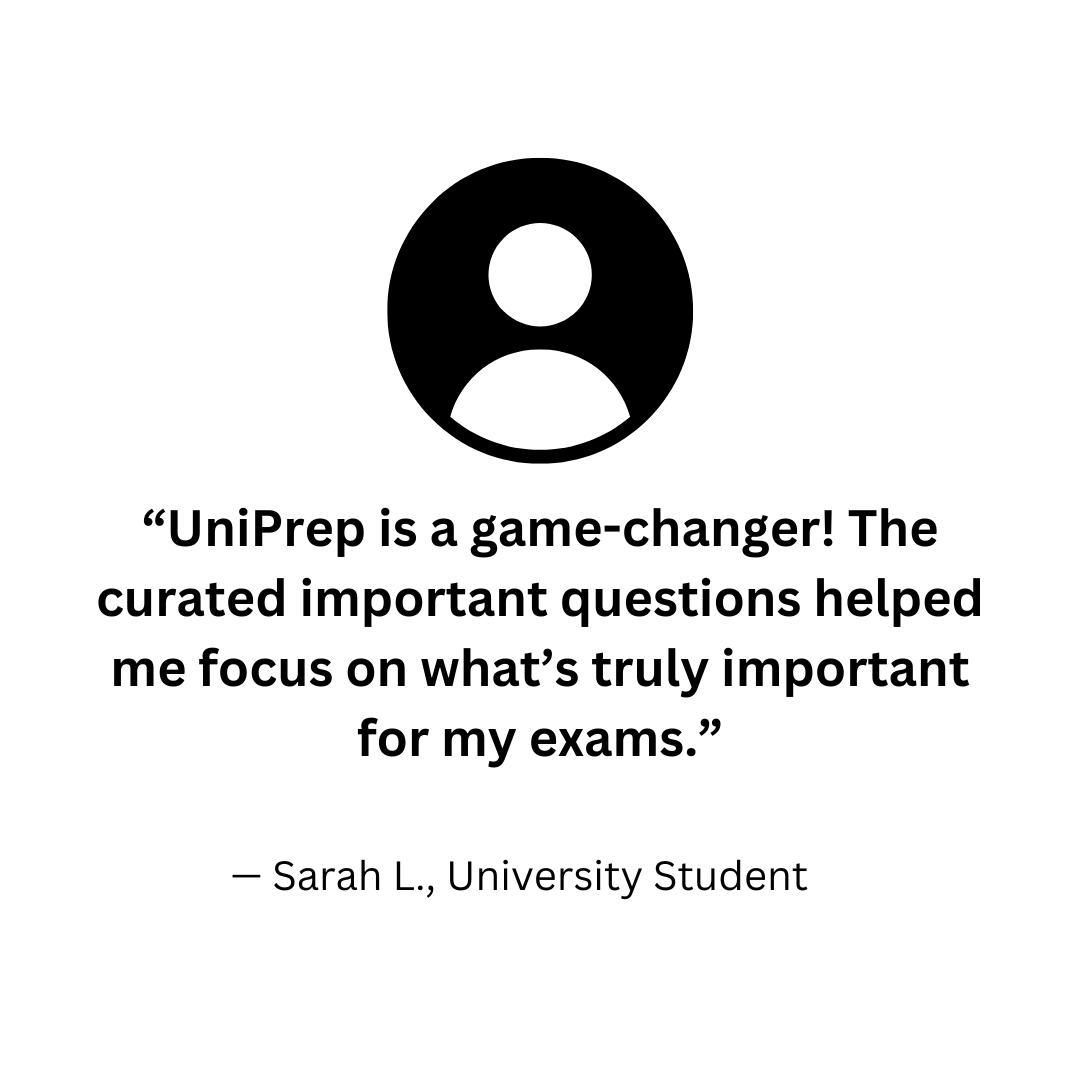 “UniPrep is a game-changer! The
curated important questions helped
me focus on what’s truly important
for my exams.”
— Sarah L., University Student